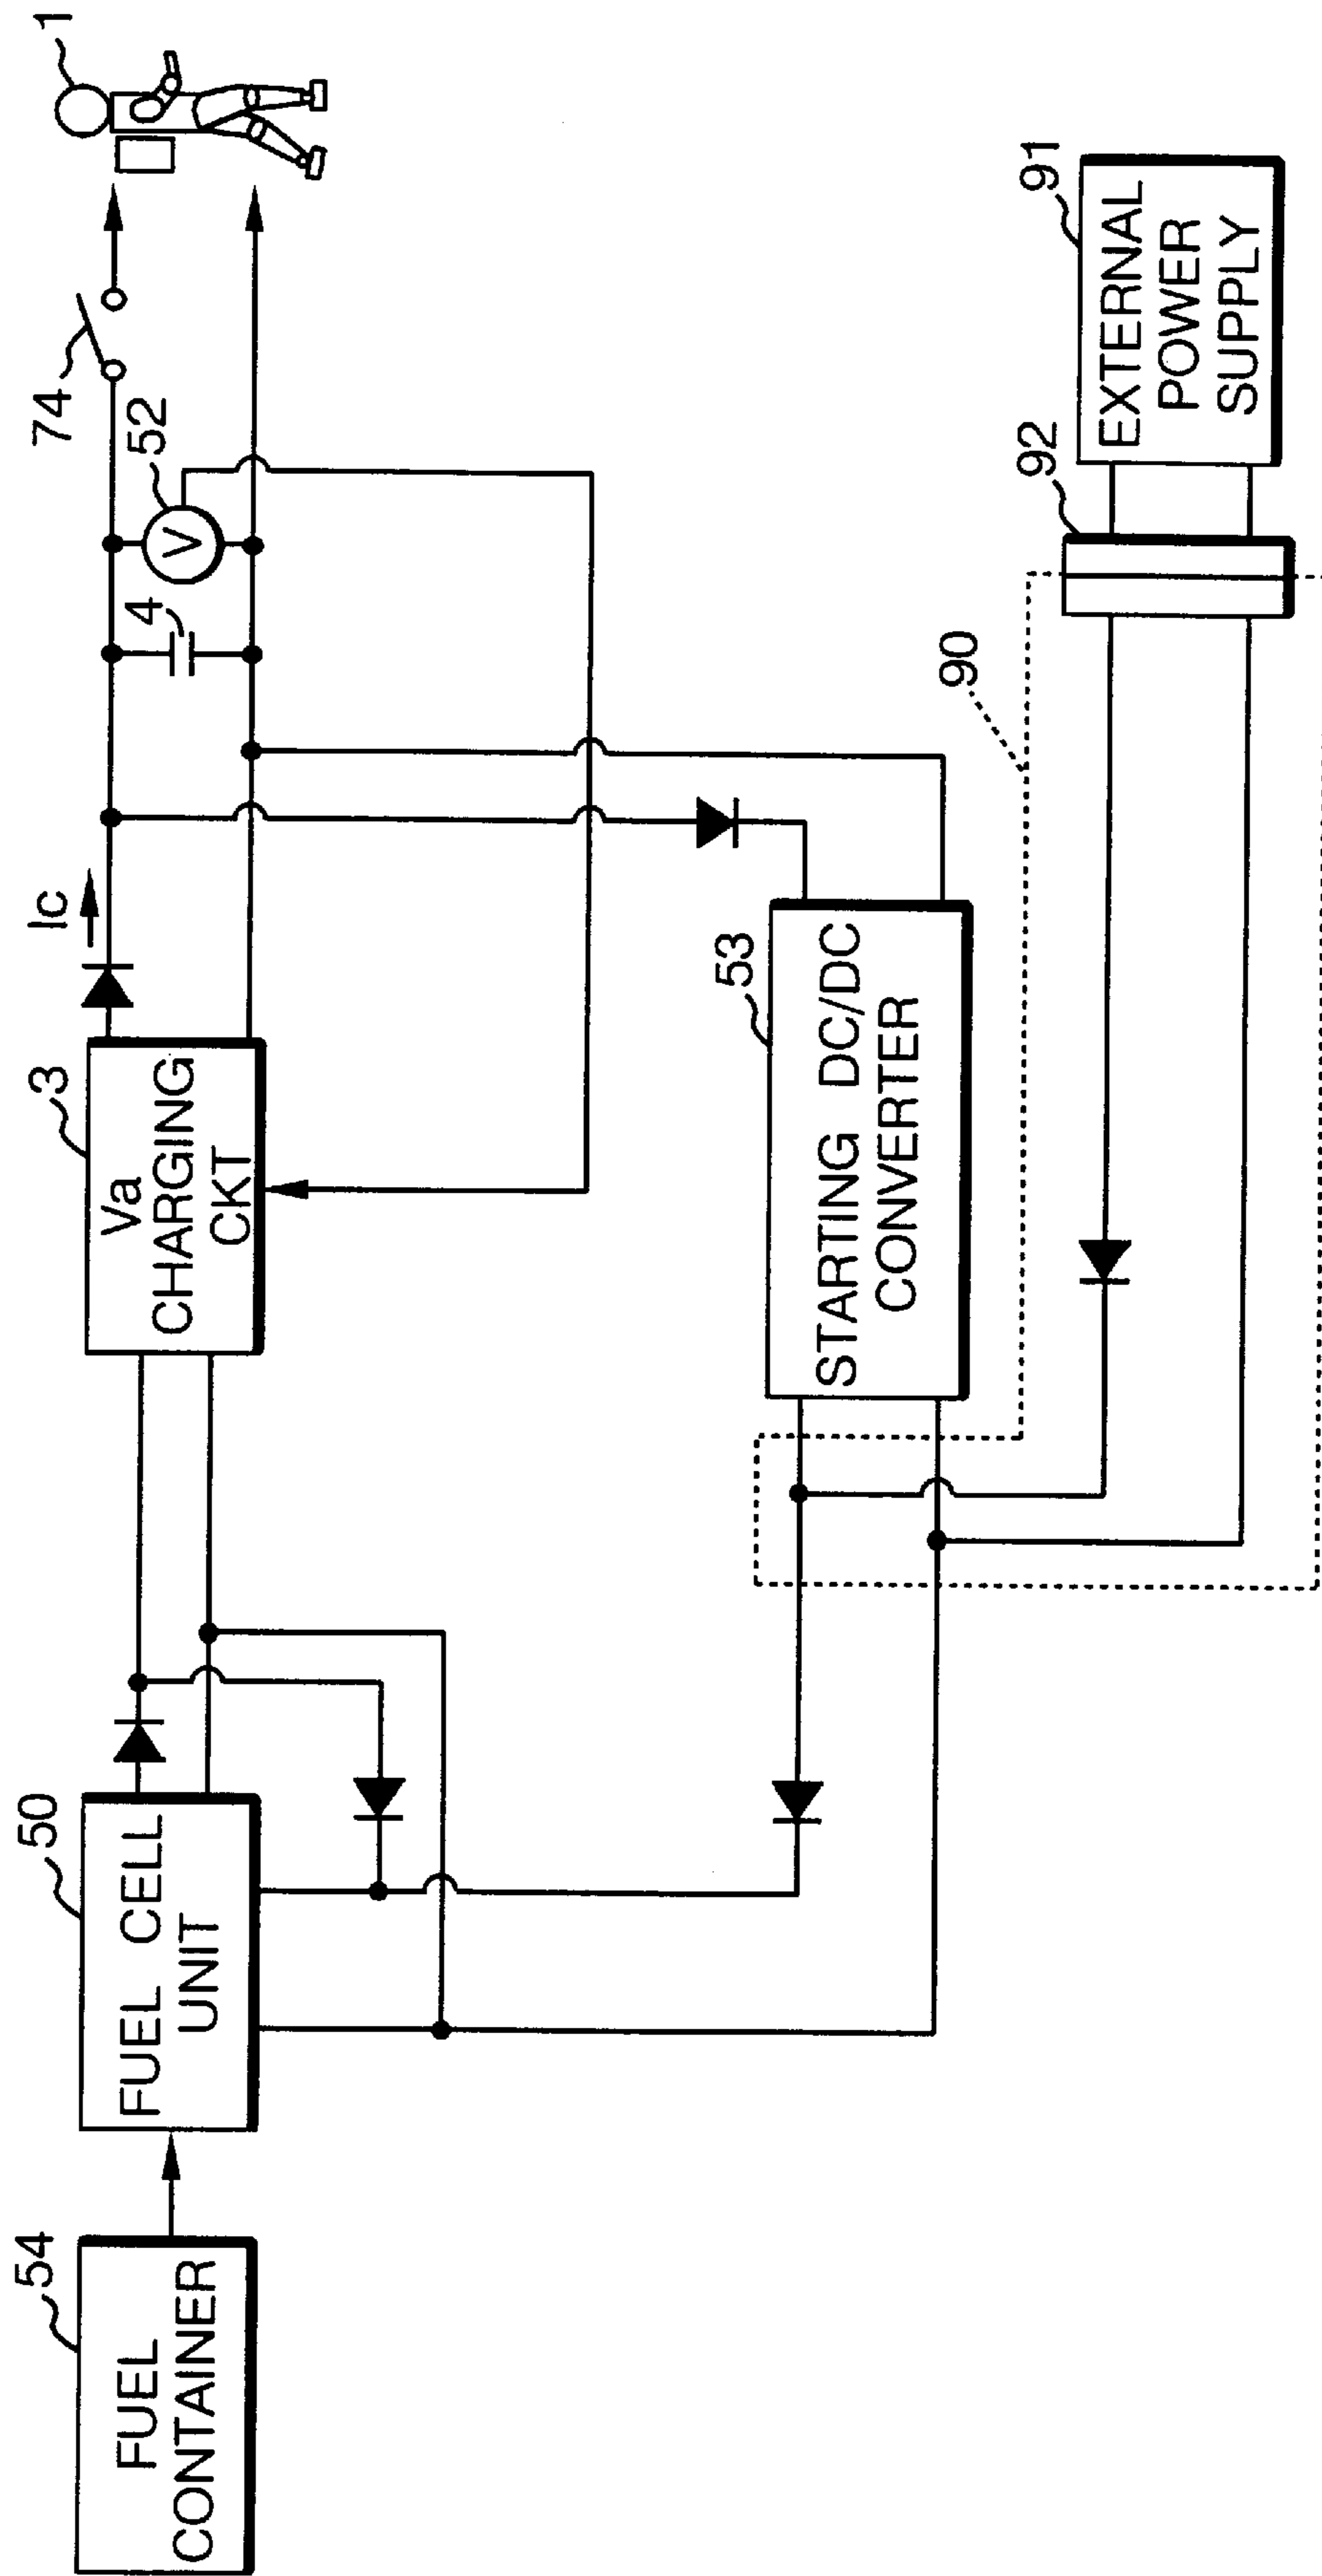 54
FUEL
CONTAINER
50
FUEL CELL
UNIT
3
Va
CHARGING
CKT
Ic
4
52
V
74
1
53
STARTING DC/DC
CONVERTER
90
92
91
EXTERNAL
POWER
SUPPLY